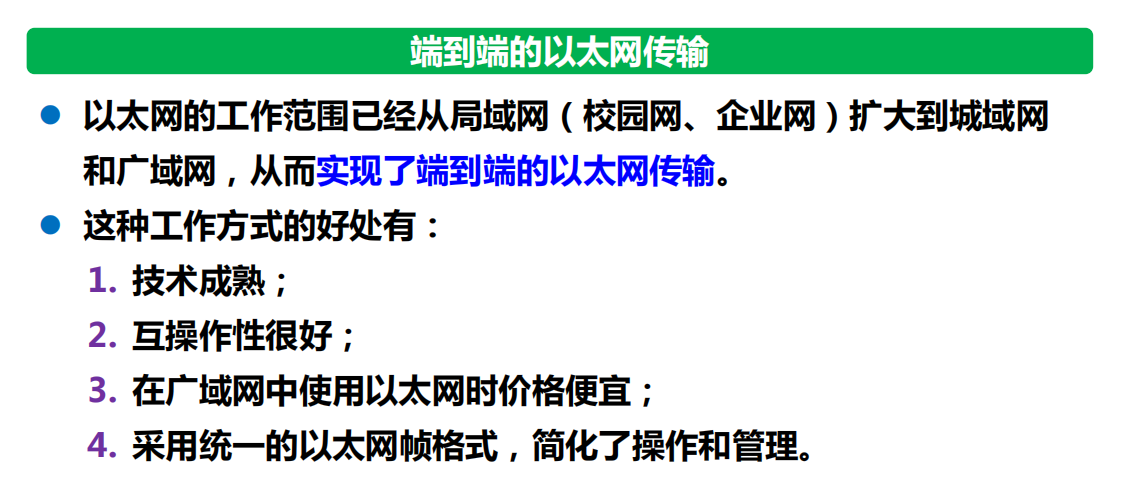 端到端的以太网传输
以太网的工作范围已经从局域网（校园网、企业网）扩大到城域网
和广域网，从而实现了端到端的以太网传输。
这种工作方式的好处有：
1. 技术成熟；
2. 互操作性很好；
3. 在广域网中使用以太网时价格便宜；
4. 采用统一的以太网帧格式，简化了操作和管理。